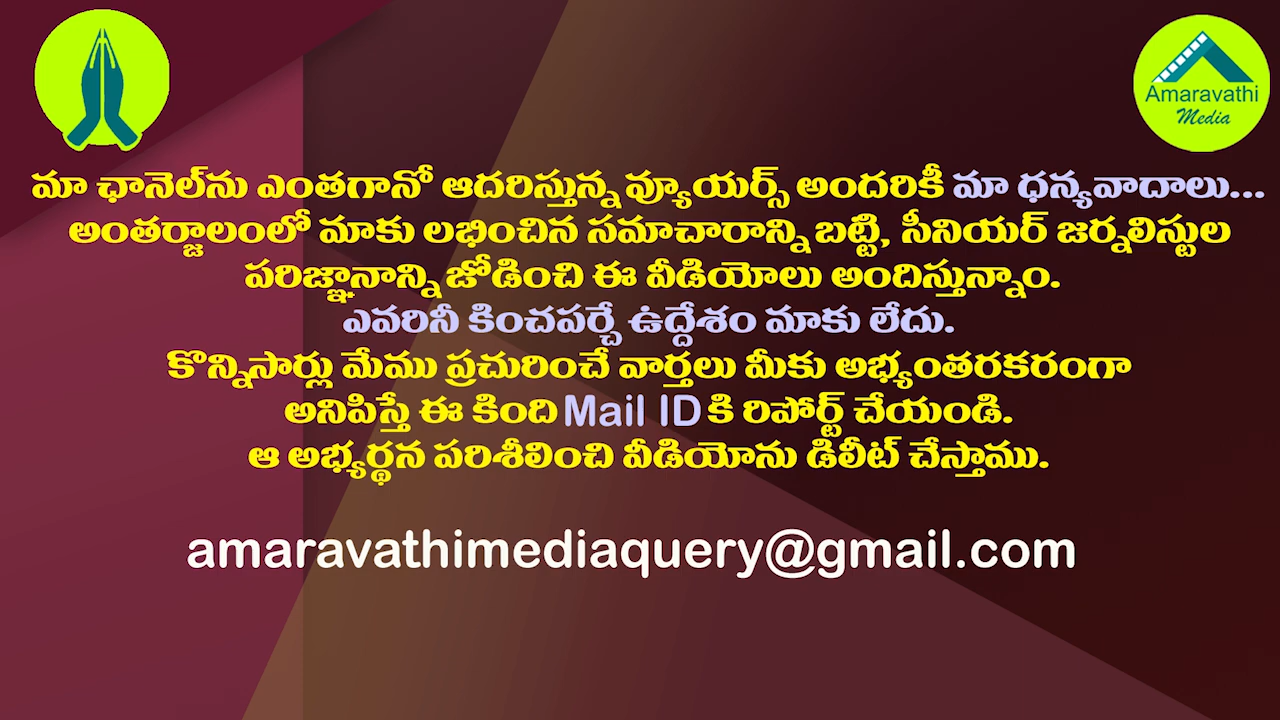 Amaravathi
Media
మా ఛానెల్‌ను ఎంతగానో ఆదరిస్తున్న వ్యూయర్స్ అందరికీ మా ధన్యవాదాలు...
అంతర్జాలంలో మాకు లభించిన సమాచారాన్ని బట్టి, సీనియర్ జర్నలిస్టుల
పరిజ్ఞానాన్ని జోడించి ఈ వీడియోలు అందిస్తున్నాం.
ఎవరినీ కించపర్చే ఉద్దేశం మాకు లేదు.
కొన్నిసార్లు మేము ప్రచురించే వార్తలు మీకు అభ్యంతరకరంగా
అనిపిస్తే ఈ కింది Mail ID కి రిపోర్ట్ చేయండి.
ఆ అభ్యర్థన పరిశీలించి వీడియోను డిలీట్ చేస్తాము.
amaravathimediaquery@gmail.com